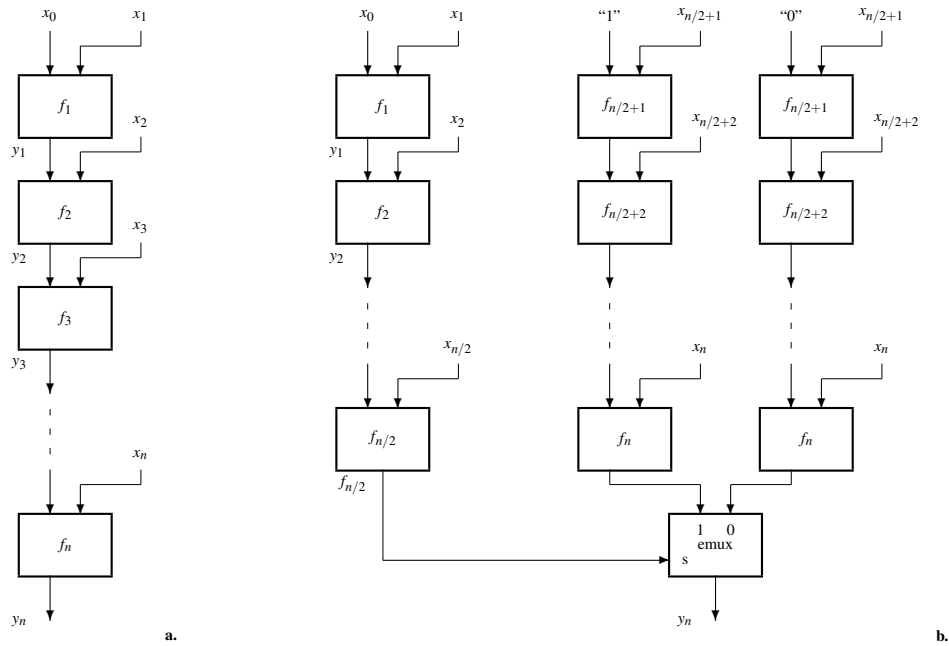 x0 x1 x0 x1 “1” xn/2+1 “0” xn/2+1
f1 f1 fn/2+1 fn/2+1
x2 x2 xn/2+2 xn/2+2
y1 y1
f2 f2 fn/2+2 fn/2+2
x3
y2 y2
f3
xn/2 xn xn
y3
fn/2 fn fn
xn
fn/2
1 0
fn emux
s
yn yn
a. b.